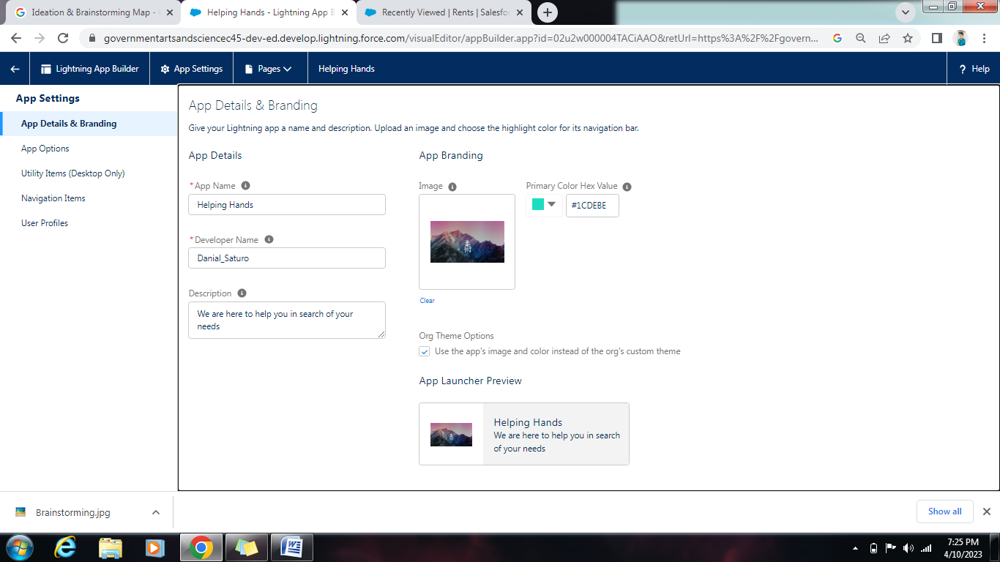 Ideation & Brainstorming Map -
Helping Hands - Lightning App B
Recently Viewed | Rents | Salesfo
governmentartsandsciencec45-dev-ed.develop.lightning.force.com/visualEditor/appBuilder.app?id=02u2w000004TACiAAO&retUrl=https%3A%2F%2Fgovern...
Lightning App Builder
App Settings
Pages
Helping Hands
? Help
App Settings
App Details & Branding
App Options
Utility Items (Desktop Only)
Navigation Items
User Profiles
App Details & Branding
Give your Lightning app a name and description. Upload an image and choose the highlight color for its navigation bar.
App Details
*App Name
Helping Hands
*Developer Name
Danial_Saturo
Description
We are here to help you in search of your
needs
App Branding
Image
柔術
Clear
Primary Color Hex Value
#1CDEBE
Org Theme Options
Use the app's image and color instead of the org's custom theme
App Launcher Preview
Helping Hands
We are here to help you in search
of your needs
Brainstorming.jpg
Show all
7:25 PM
4/10/2023